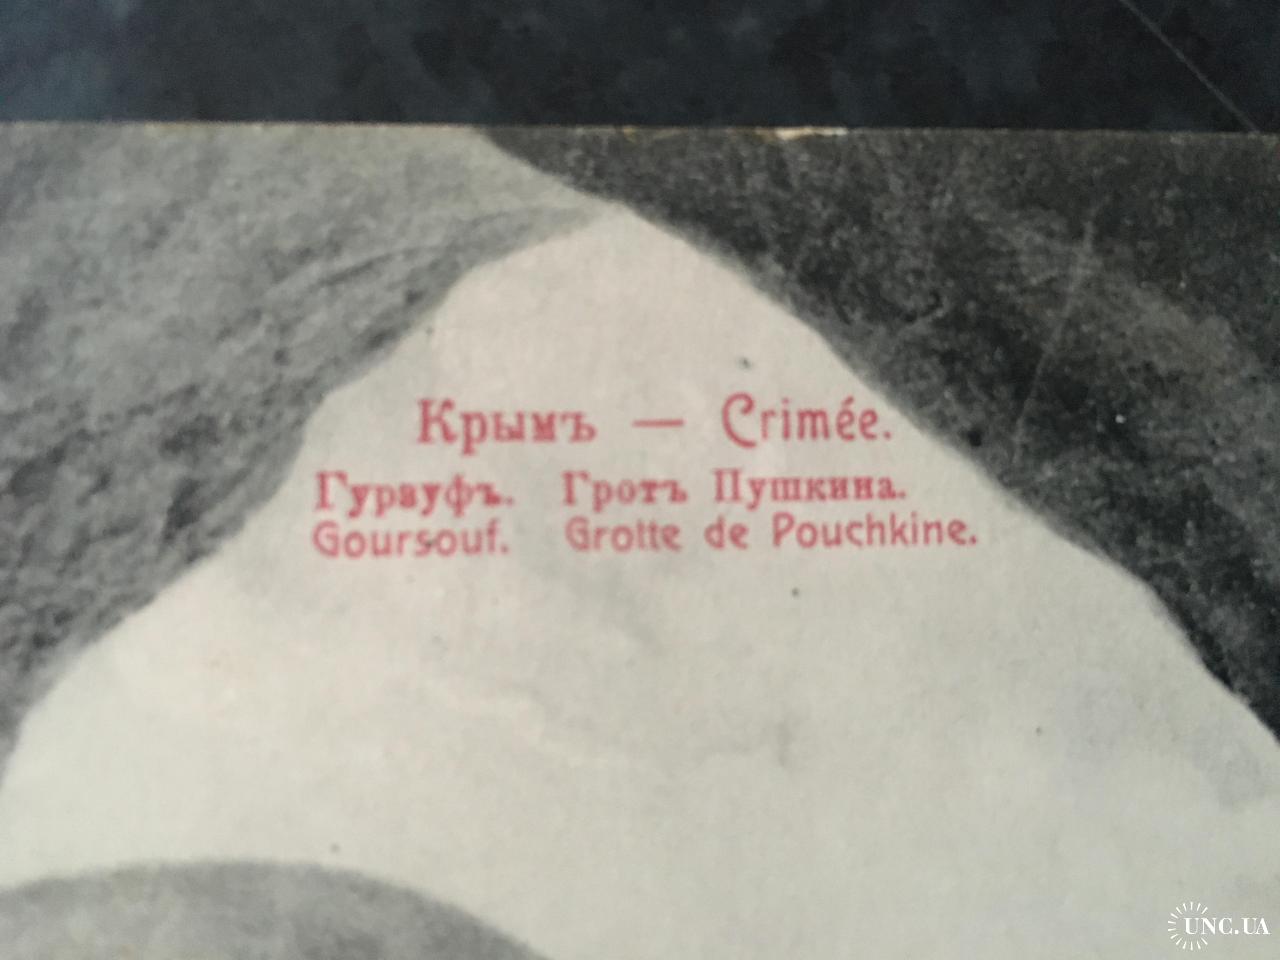 Крымъ — Crimée.
Гурзуфъ. Гротъ Пушкина.
Goursouf. Grotte de Pouchkine.
UNC.UA